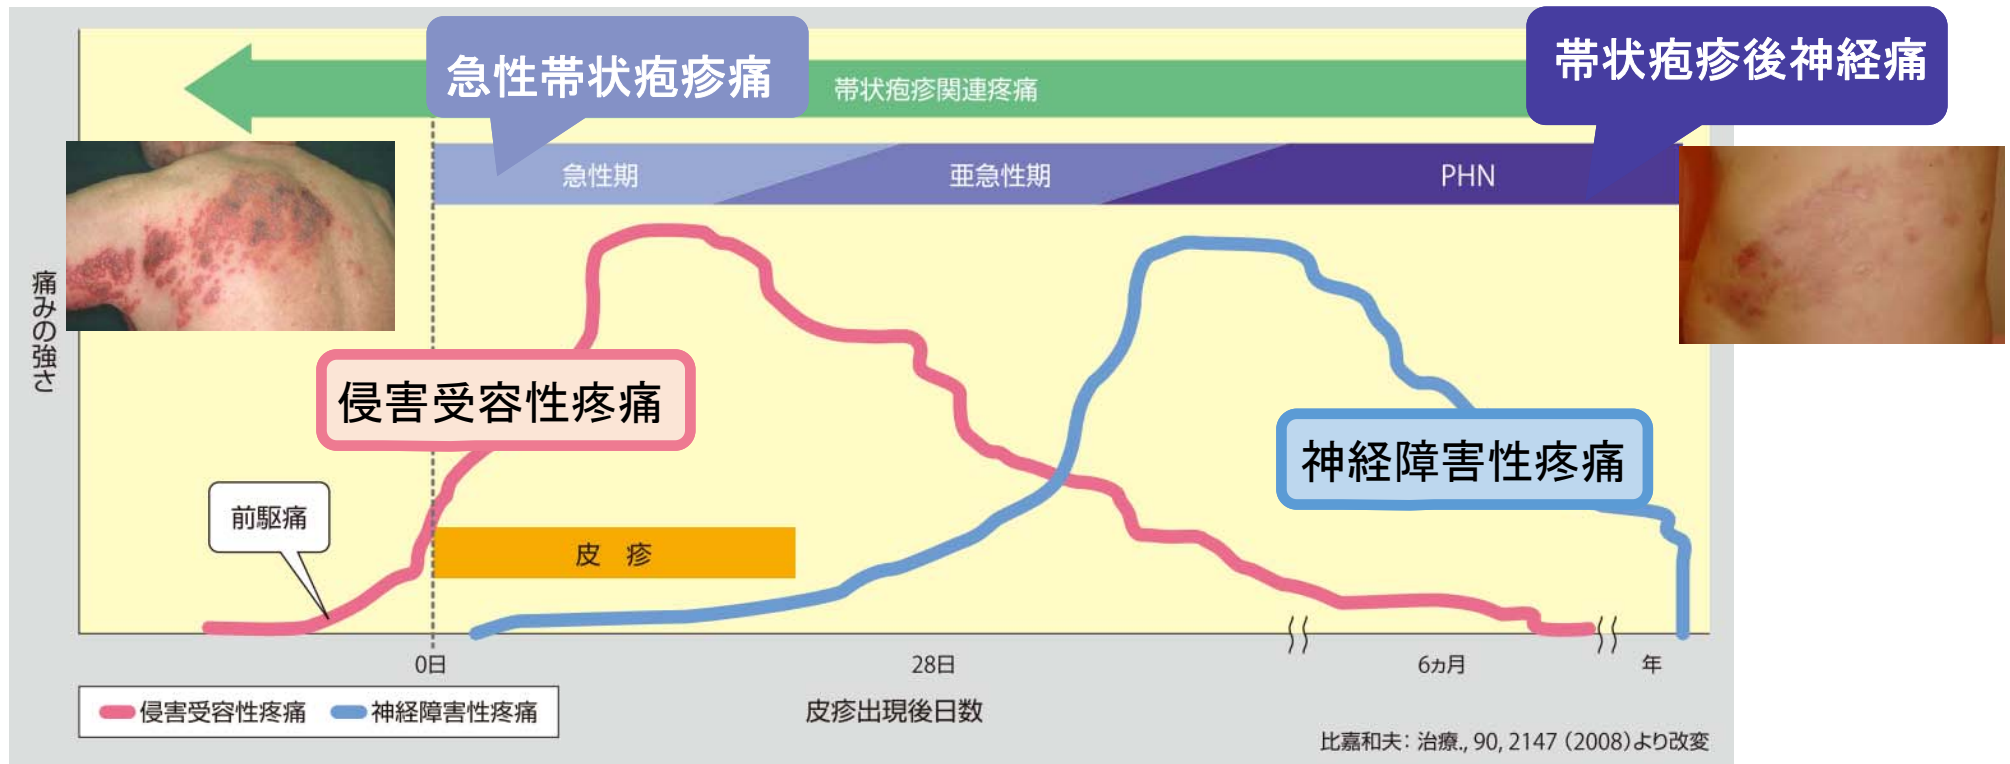 急性帯状疱疹痛
帯状疱疹後神経痛
帯状疱疹関連疼痛
急性期
亜急性期
PHN
痛みの強さ
侵害受容性疼痛
神経障害性疼痛
前駆痛
皮 疹
0日
28日
6ヵ月
年
侵害受容性疼痛
神経障害性疼痛
皮疹出現後日数
比嘉和夫: 治療., 90, 2147 (2008)より改変